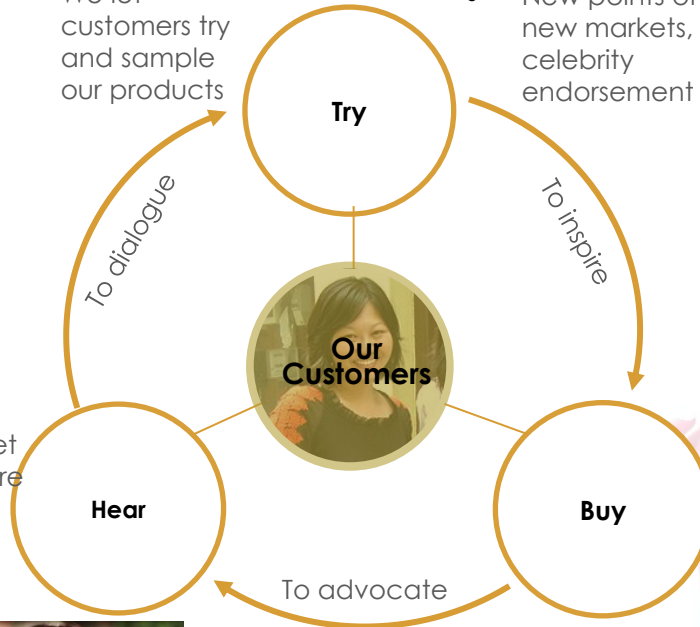 customers try
and sample
our products
new markets,
celebrity
endorsement
Try
To dialogue
To inspire
Our
Customers
Hear
Buy
To advocate